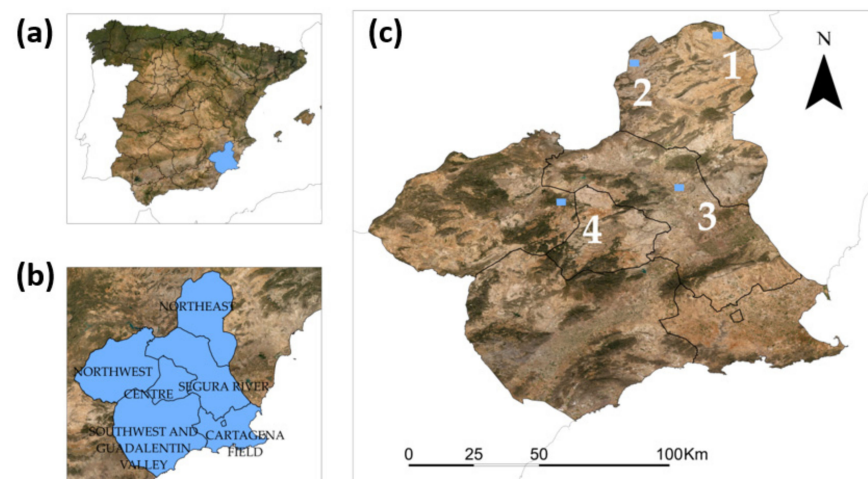 (a)
(b)
NORTHEAST
NORTHWEST
CENTRE
SEGURA RIVER
SOUTHWEST AND
GUADALENTIN
VALLEY
CARTAGENA
FIELD
(c)
N
1
2
3
4
0 25 50 100Km